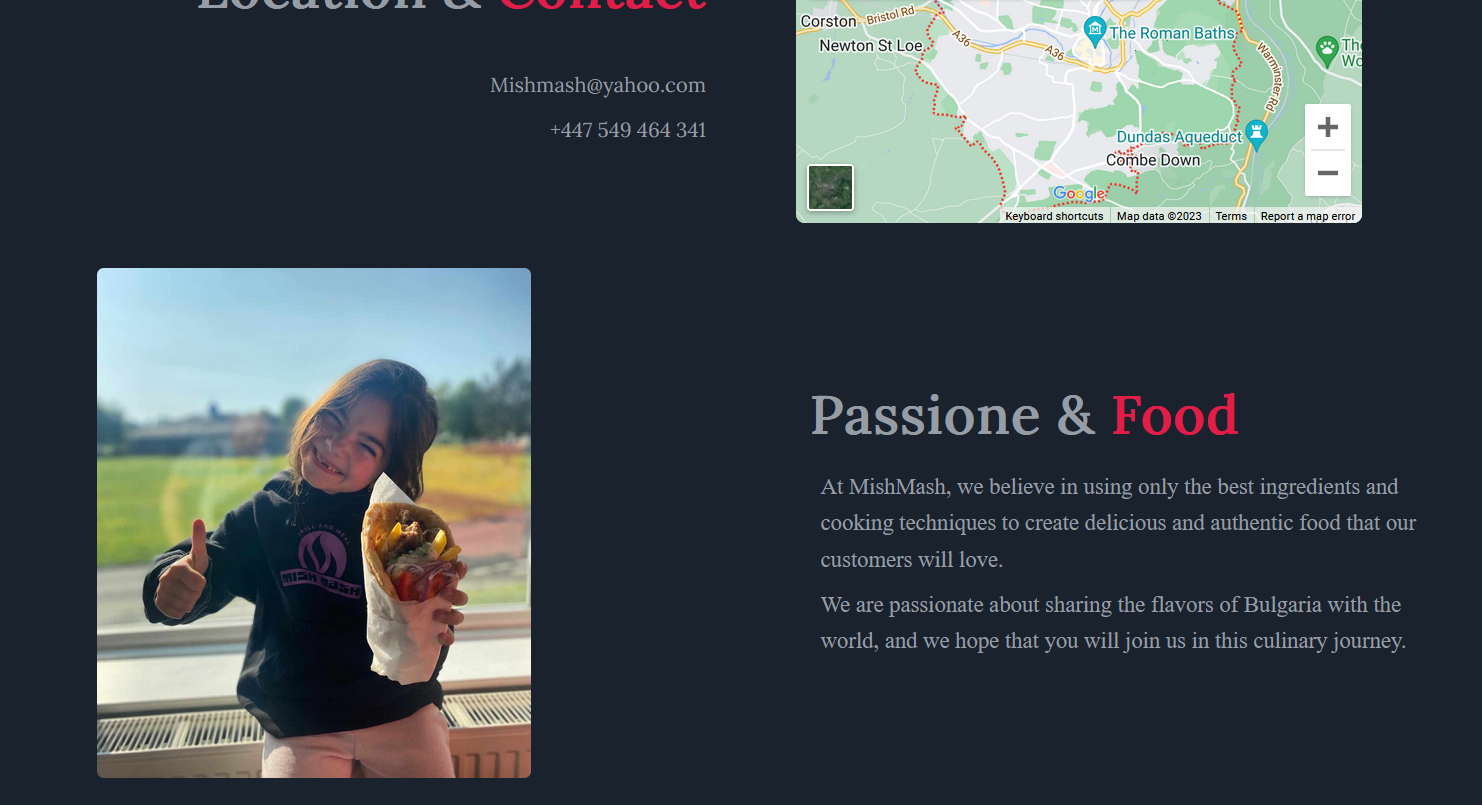 Location & Contact
Mishmash@yahoo.com
+447 549 464 341
Corston
Bristol Rd
Newton St Loe
A36
A36
The Roman Baths
Warminster Rd
Dundas Aqueduct
Combe Down
Google
Keyboard shortcuts
Map data ©2023
Terms
Report a map error
GRILL AND MEAL
MISH MASH
Passione & Food
At MishMash, we believe in using only the best ingredients and
cooking techniques to create delicious and authentic food that our
customers will love.
We are passionate about sharing the flavors of Bulgaria with the
world, and we hope that you will join us in this culinary journey.